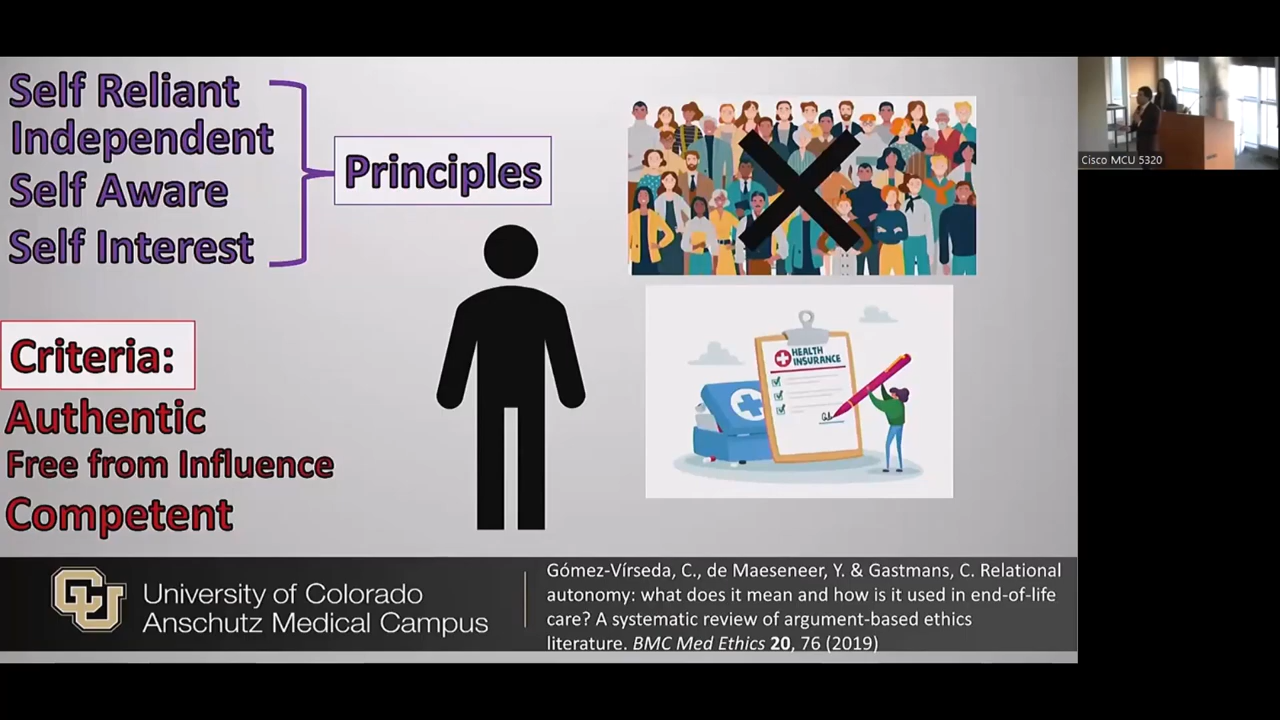 Self Reliant
Independent
Self Aware
Self Interest
Principles
Criteria:
Authentic
Free from Influence
Competent
HEALTH
INSURANCE
CU
University of Colorado
Anschutz Medical Campus
Gómez-Vírseda, C., de Maeseneer, Y. & Gastmans, C. Relational
autonomy: what does it mean and how is it used in end-of-life
care? A systematic review of argument-based ethics
literature. BMC Med Ethics 20, 76 (2019)
Cisco MCU 5320